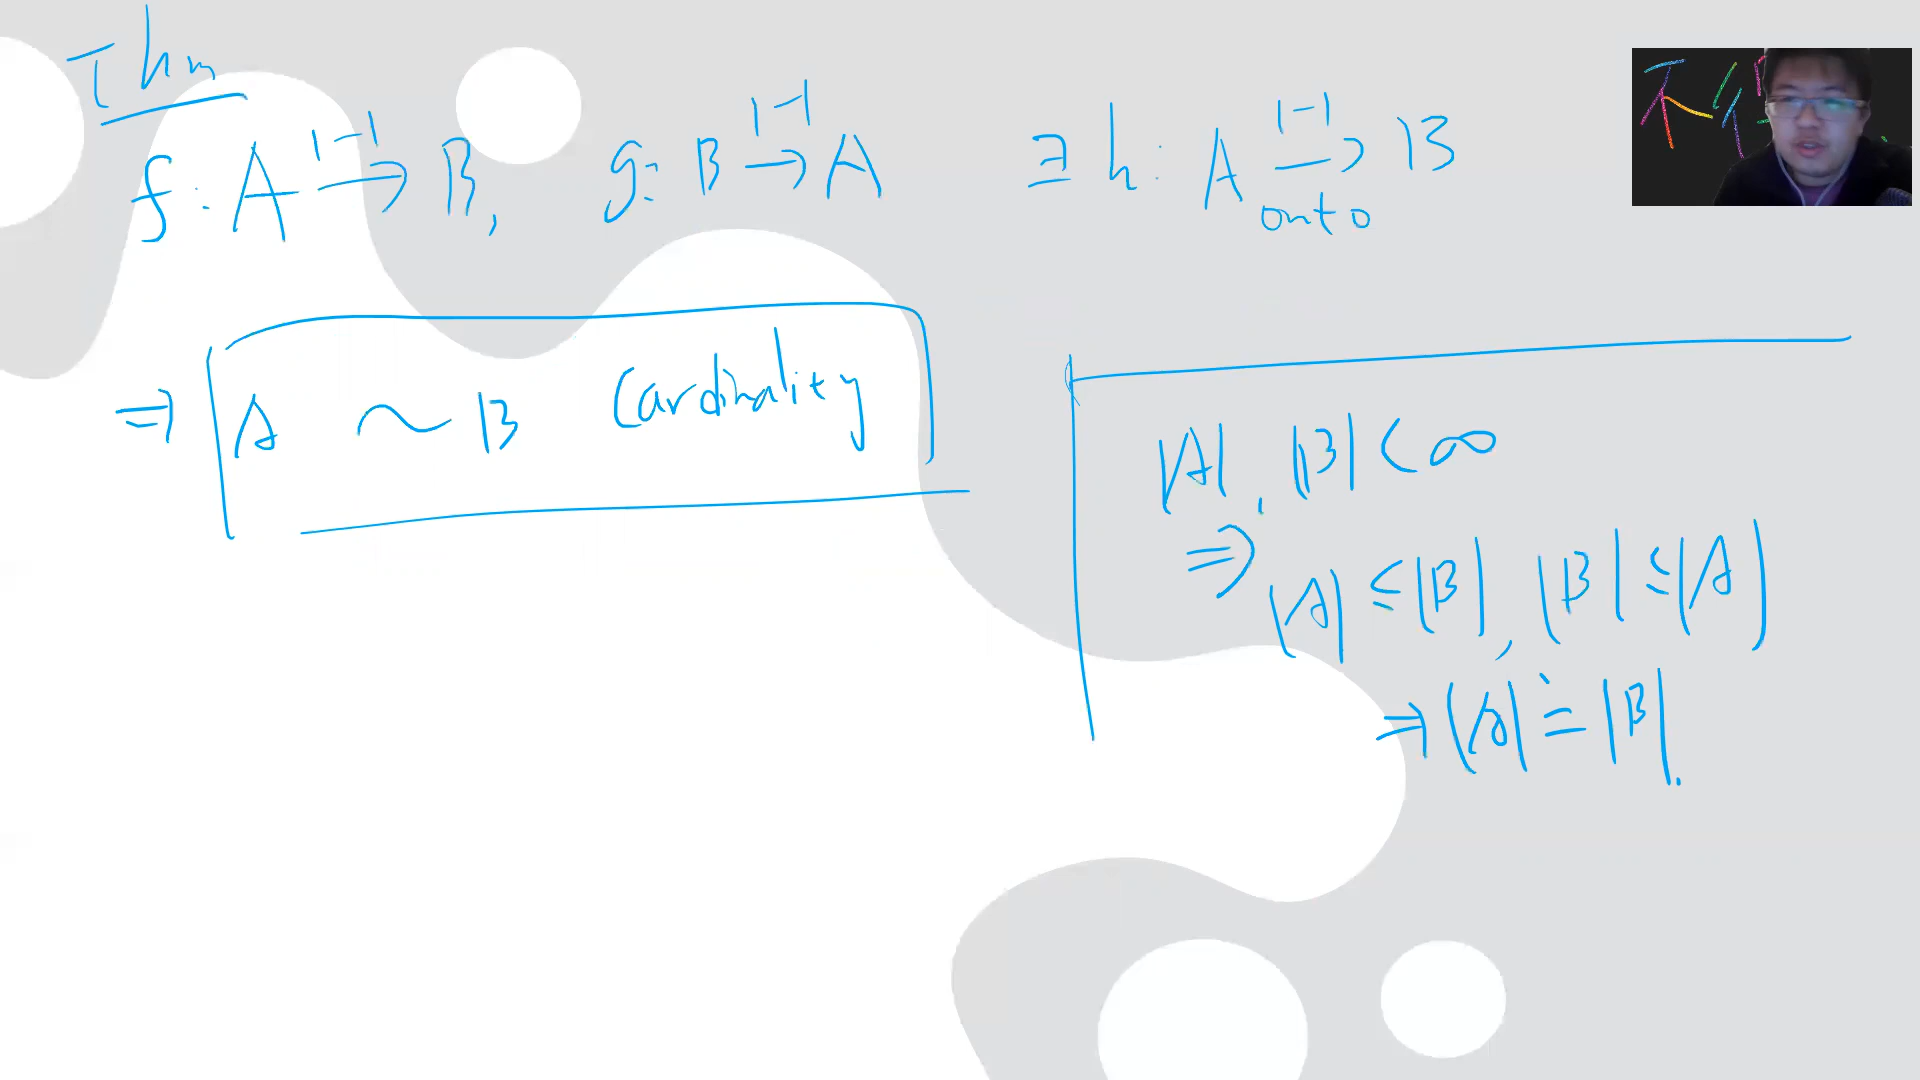 Thm
f: A 1-1→ B, g: B 1-1→ A ∃ h: A 1-1→ onto B
⇒ A ~ B Cardinality
|A|, |B| < ∞
⇒ |A| ≤ |B|, |B| ≤ |A|
⇒ |A| = |B|.